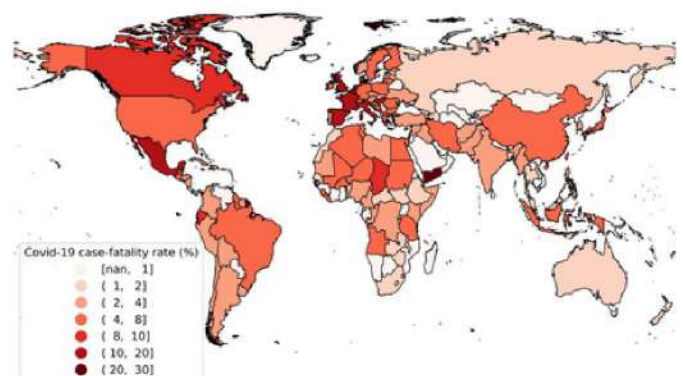 Covid-19 case-fatality rate (%)
[nan, 1]
( 1, 2]
( 2, 4]
( 4, 8]
( 8, 10]
(10, 20]
(20, 30]